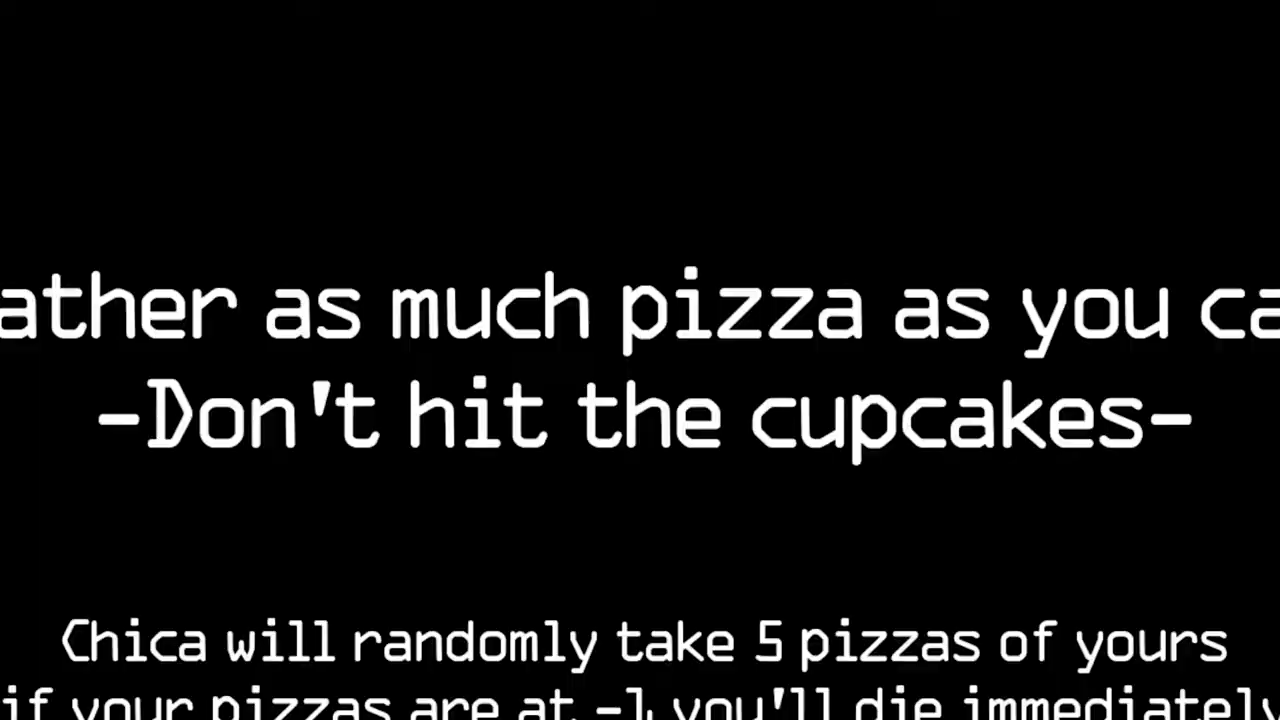 ather as much pizza as you ca
-Don't hit the cupcakes-
Chica will randomly take 5 pizzas of yours
if your pizzas are at -1 you'll die immediately